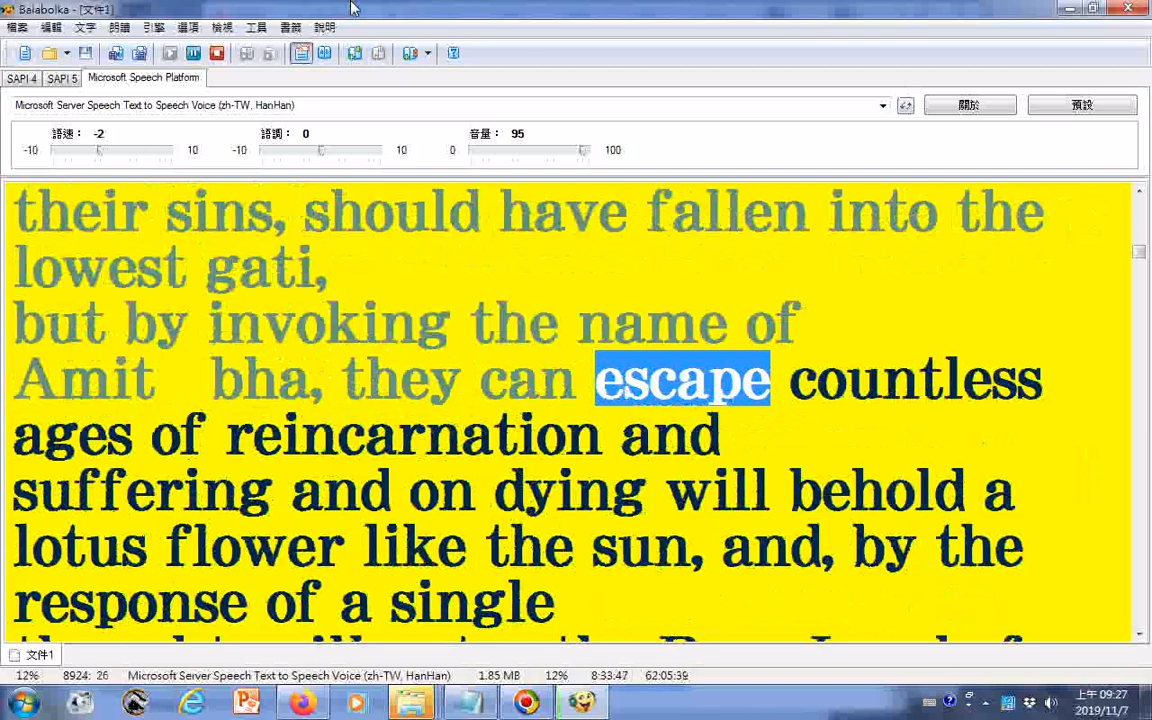 Balabolka - [文件1]
檔案 編輯 文字 朗讀 引擎 選項 檢視 工具 書籤 說明
SAPI 4 SAPI 5 Microsoft Speech Platform
Microsoft Server Speech Text to Speech Voice (zh-TW, HanHan) 關於 預設
語速： -2 語調： 0 音量： 95
-10 10 -10 10 0 100
their sins, should have fallen into the
lowest gati,
but by invoking the name of
Amit bha, they can escape countless
ages of reincarnation and
suffering and on dying will behold a
lotus flower like the sun, and, by the
response of a single
文件1
12% 8924: 26 Microsoft Server Speech Text to Speech Voice (zh-TW, HanHan) 1.85 MB 12% 8:33:47 62:05:39
上午 09:27
2019/11/7